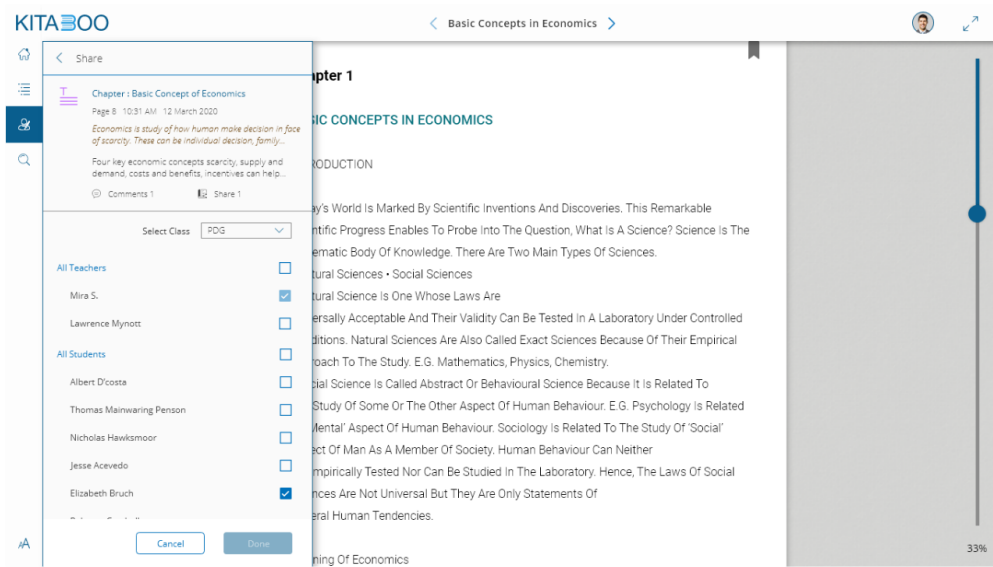 KITABOO
Basic Concepts in Economics
Share
Chapter : Basic Concept of Economics
Page 8 10:31 AM 12 March 2020
Economics is study of how human make decision in face
of scarcity. These can be individual decision, family...
Four key economic concepts scarcity, supply and
demand, costs and benefits, incentives can help...
Comments 1 Share 1
Select Class PDG
All Teachers
Mira S.
Lawrence Mynott
All Students
Albert D'costa
Thomas Mainwaring Penson
Nicholas Hawksmoor
Jesse Acevedo
Elizabeth Bruch
Cancel Done
AA
apter 1
SIC CONCEPTS IN ECONOMICS
RODUCTION
ay's World Is Marked By Scientific Inventions And Discoveries. This Remarkable
ntific Progress Enables To Probe Into The Question, What Is A Science? Science Is The
ematic Body Of Knowledge. There Are Two Main Types Of Sciences.
tural Sciences • Social Sciences
tural Science Is One Whose Laws Are
ersally Acceptable And Their Validity Can Be Tested In A Laboratory Under Controlled
ditions. Natural Sciences Are Also Called Exact Sciences Because Of Their Empirical
roach To The Study. E.G. Mathematics, Physics, Chemistry.
cial Science Is Called Abstract Or Behavioural Science Because It Is Related To
Study Of Some Or The Other Aspect Of Human Behaviour. E.G. Psychology Is Related
Mental' Aspect Of Human Behaviour. Sociology Is Related To The Study Of 'Social'
ect Of Man As A Member Of Society. Human Behaviour Can Neither
mpirically Tested Nor Can Be Studied In The Laboratory. Hence, The Laws Of Social
nces Are Not Universal But They Are Only Statements Of
eral Human Tendencies.
ning Of Economics
33%